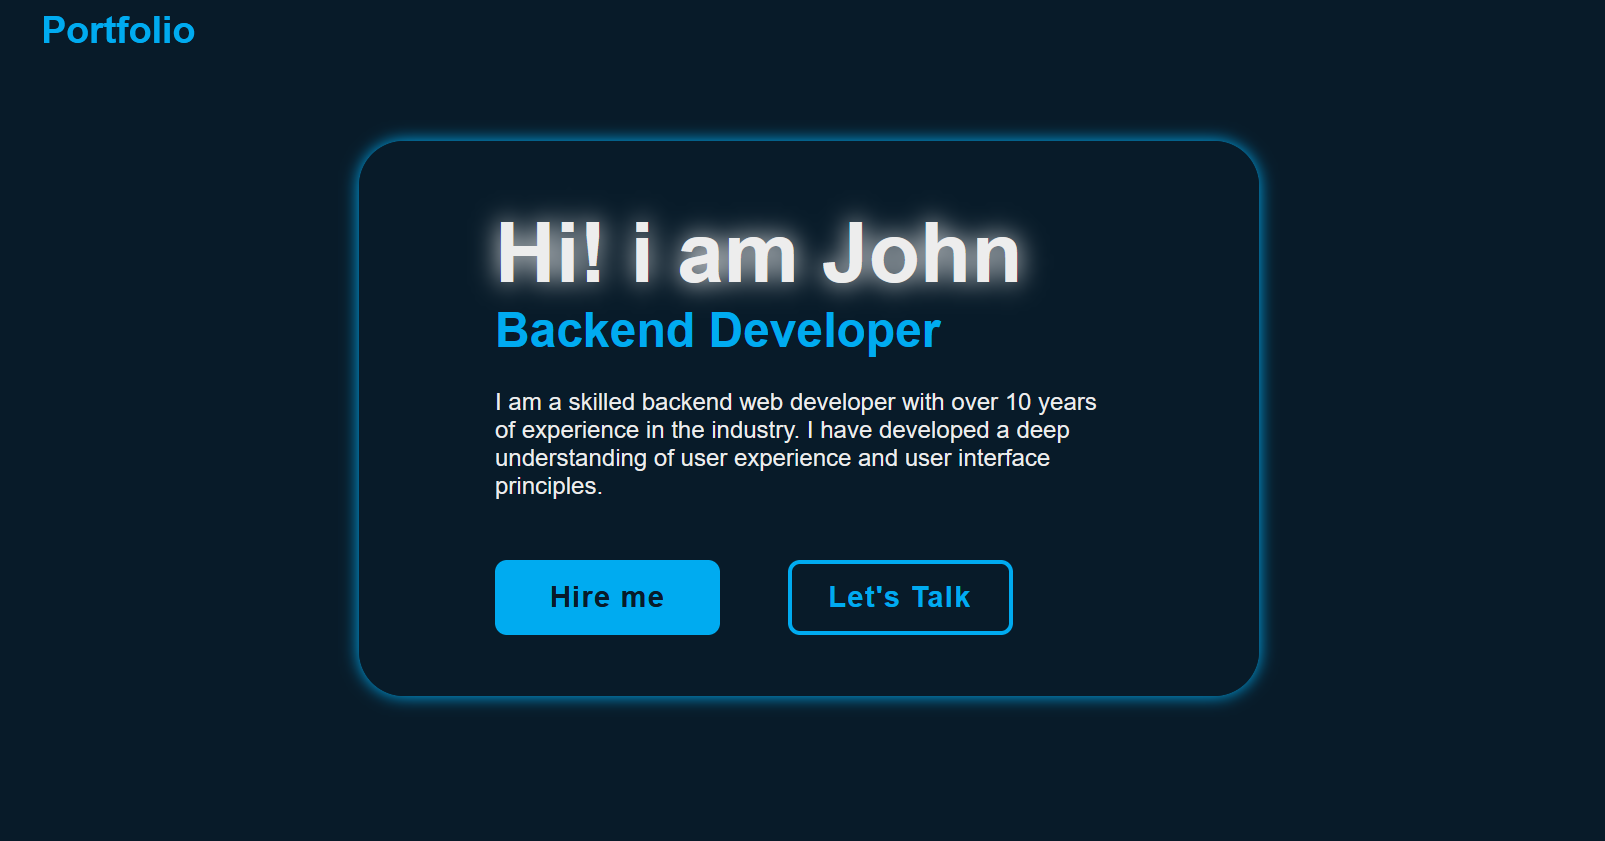 Portfolio
Hi! i am John
Backend Developer
I am a skilled backend web developer with over 10 years
of experience in the industry. I have developed a deep
understanding of user experience and user interface
principles.
Hire me
Let's Talk